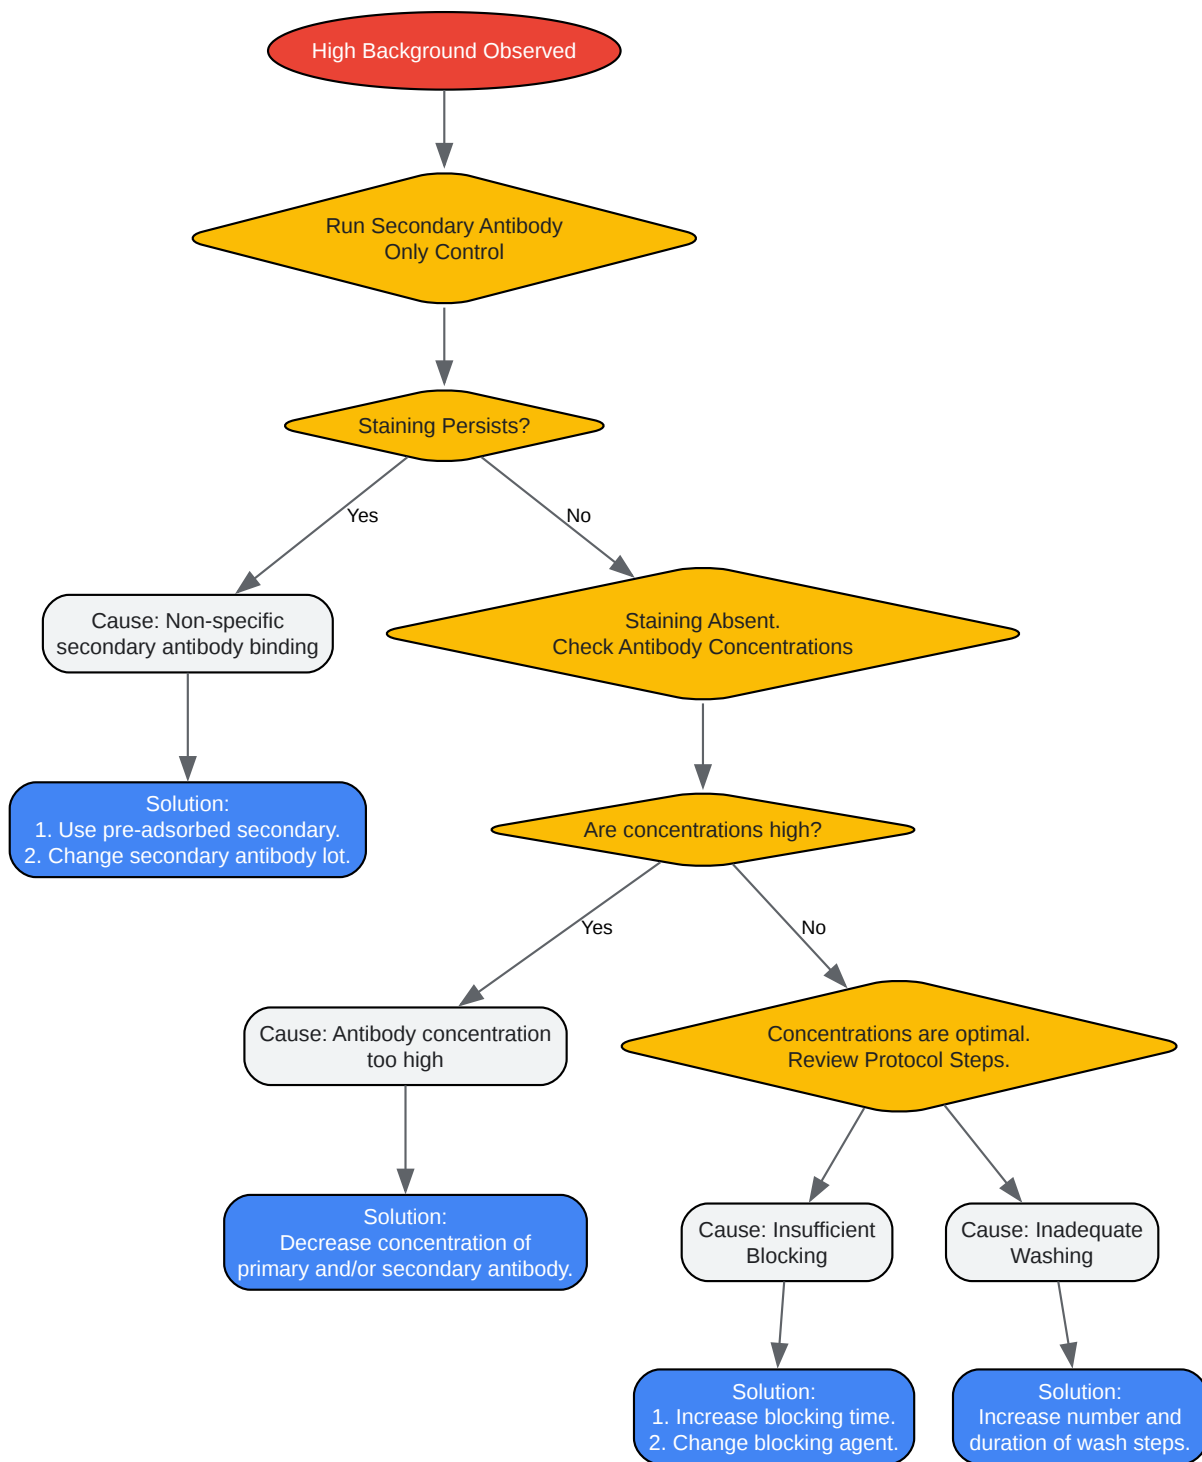 High Background Observed
Run Secondary Antibody
Only Control
Staining Persists?
Yes
No
Cause: Non-specific
secondary antibody binding
Staining Absent.
Check Antibody Concentrations
Solution:
1. Use pre-adsorbed secondary.
2. Change secondary antibody lot.
Are concentrations high?
Yes
No
Cause: Antibody concentration
too high
Concentrations are optimal.
Review Protocol Steps.
Solution:
Decrease concentration of
primary and/or secondary antibody.
Cause: Insufficient
Blocking
Cause: Inadequate
Washing
Solution:
1. Increase blocking time.
2. Change blocking agent.
Solution:
Increase number and
duration of wash steps.